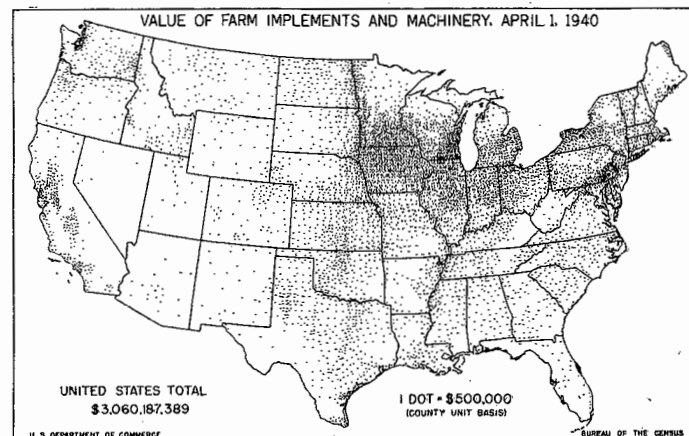 VALUE OF FARM IMPLEMENTS AND MACHINERY, APRIL 1, 1940
UNITED STATES TOTAL
$3,060,187,389
1 DOT = $500,000
(COUNTY UNIT BASIS)
U. S. DEPARTMENT OF COMMERCE
BUREAU OF THE CENSUS